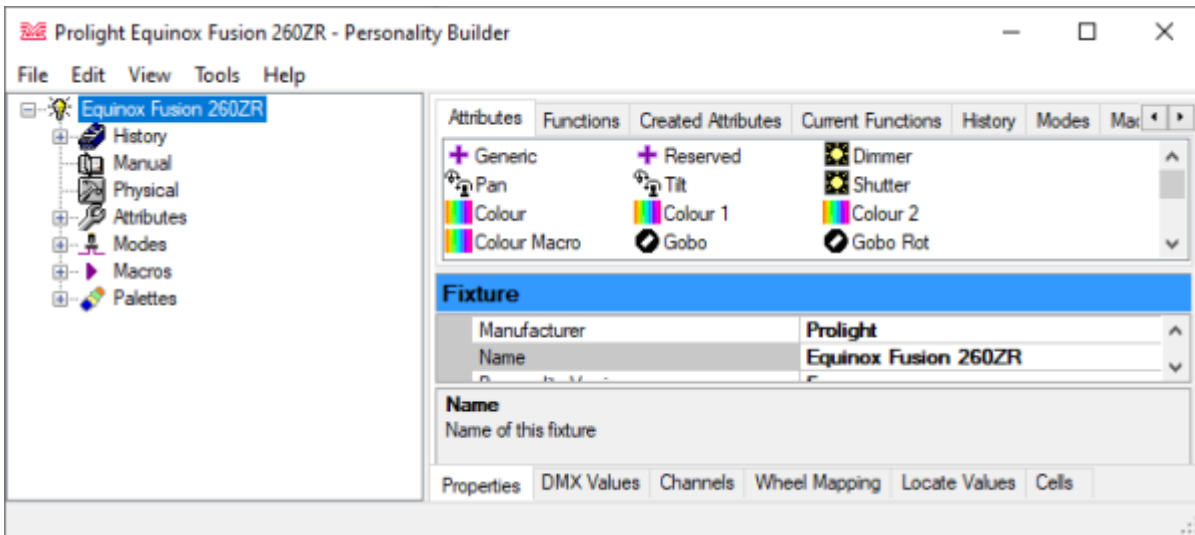 Prolight Equinox Fusion 260ZR - Personality Builder
File Edit View Tools Help
Equinox Fusion 260ZR
History
Manual
Physical
Attributes
Modes
Macros
Palettes
Attributes Functions Created Attributes Current Functions History Modes
Generic Reserved Dimmer
Pan Tilt Shutter
Colour Colour 1 Colour 2
Colour Macro Gobo Gobo Rot
Fixture
Manufacturer Prolight
Name Equinox Fusion 260ZR
Name
Name of this fixture
Properties DMX Values Channels Wheel Mapping Locate Values Cells